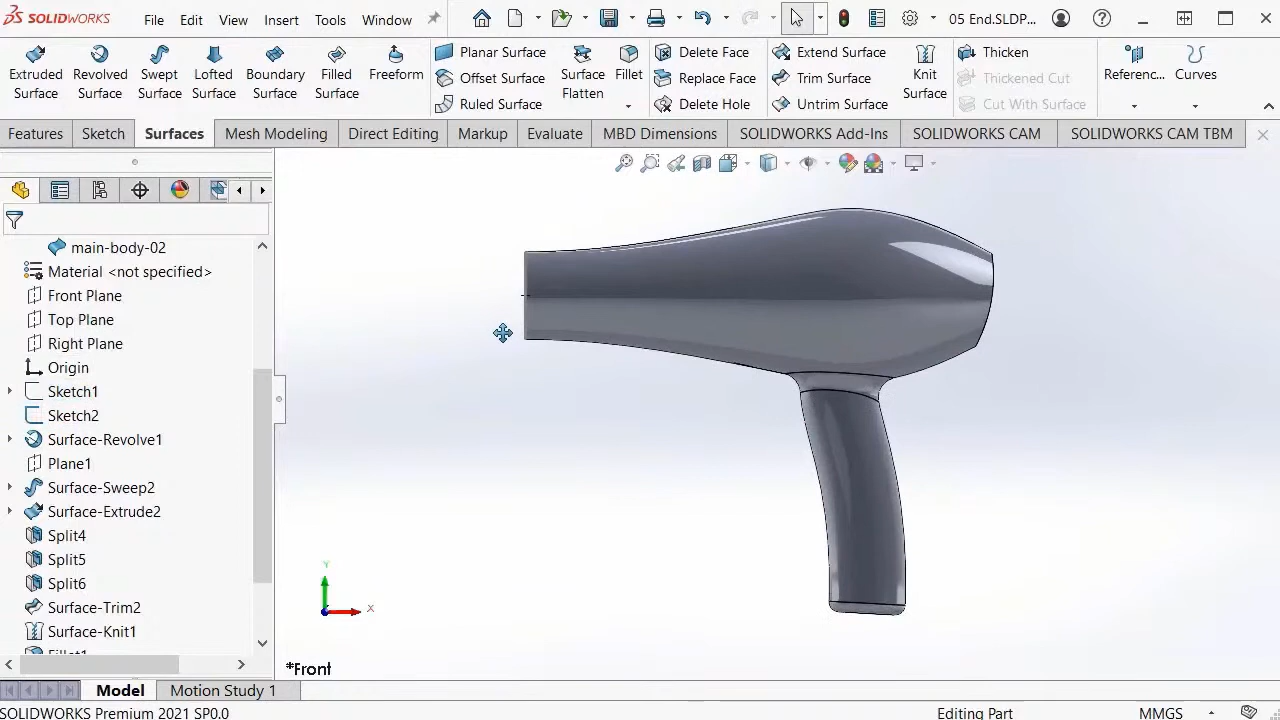 SOLIDWORKS File Edit View Insert Tools Window 05 End.SLDP...
Extruded Surface
Revolved Surface
Swept Surface
Lofted Surface
Boundary Surface
Filled Surface
Freeform
Planar Surface
Offset Surface
Ruled Surface
Surface Flatten
Fillet
Delete Face
Replace Face
Delete Hole
Extend Surface
Trim Surface
Untrim Surface
Knit Surface
Thicken
Thickened Cut
Cut With Surface
Referenc...
Curves
Features Sketch Surfaces Mesh Modeling Direct Editing Markup Evaluate MBD Dimensions SOLIDWORKS Add-Ins SOLIDWORKS CAM SOLIDWORKS CAM TBM
main-body-02
Material <not specified>
Front Plane
Top Plane
Right Plane
Origin
Sketch1
Sketch2
Surface-Revolve1
Plane1
Surface-Sweep2
Surface-Extrude2
Split4
Split5
Split6
Surface-Trim2
Surface-Knit1
Fillet1
Y
X
*Front
Model Motion Study 1
SOLIDWORKS Premium 2021 SP0.0 Editing Part MMGS